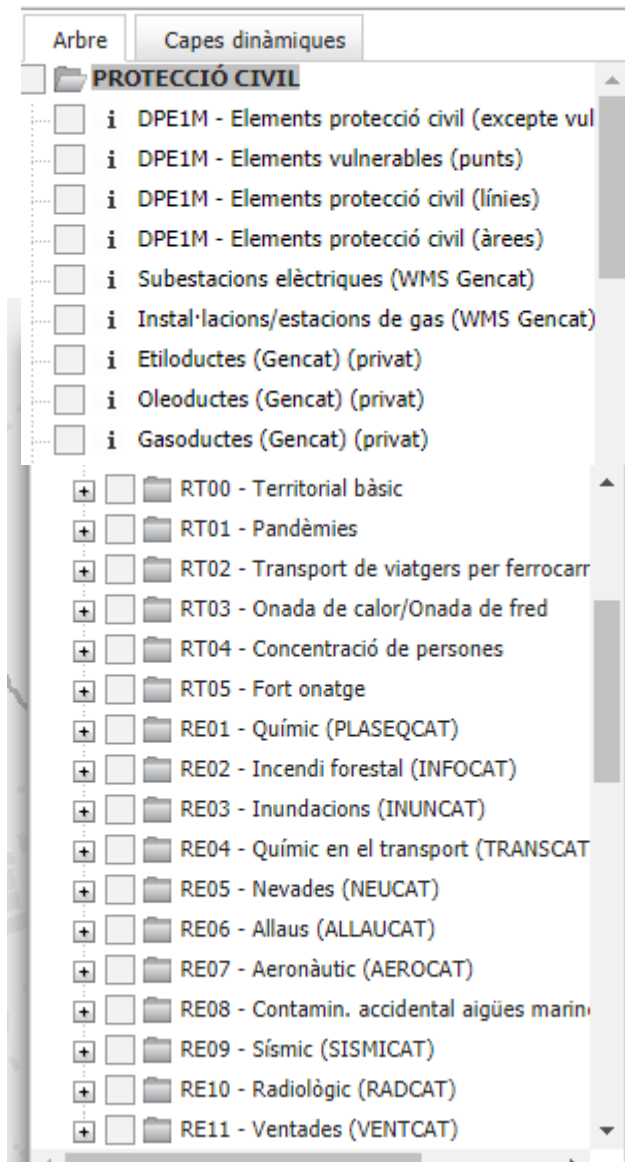 Arbre
Capes dinàmiques
PROTECCIÓ CIVIL
i DPE1M - Elements protecció civil (excepte vul
i DPE1M - Elements vulnerables (punts)
i DPE1M - Elements protecció civil (línies)
i DPE1M - Elements protecció civil (àrees)
i Subestacions elèctriques (WMS Gencat)
i Instal·lacions/estacions de gas (WMS Gencat)
i Etiloductes (Gencat) (privat)
i Oleoductes (Gencat) (privat)
i Gasoductes (Gencat) (privat)
RT00 - Territorial bàsic
RT01 - Pandèmies
RT02 - Transport de viatgers per ferrocarr
RT03 - Onada de calor/Onada de fred
RT04 - Concentració de persones
RT05 - Fort onatge
RE01 - Químic (PLASEQCAT)
RE02 - Incendi forestal (INFOCAT)
RE03 - Inundacions (INUNCAT)
RE04 - Químic en el transport (TRANSCAT
RE05 - Nevades (NEUCAT)
RE06 - Allaus (ALLAUCAT)
RE07 - Aeronàutic (AEROCAT)
RE08 - Contamin. accidental aigües marin
RE09 - Sísmic (SISMICAT)
RE10 - Radiològic (RADCAT)
RE11 - Ventades (VENTCAT)